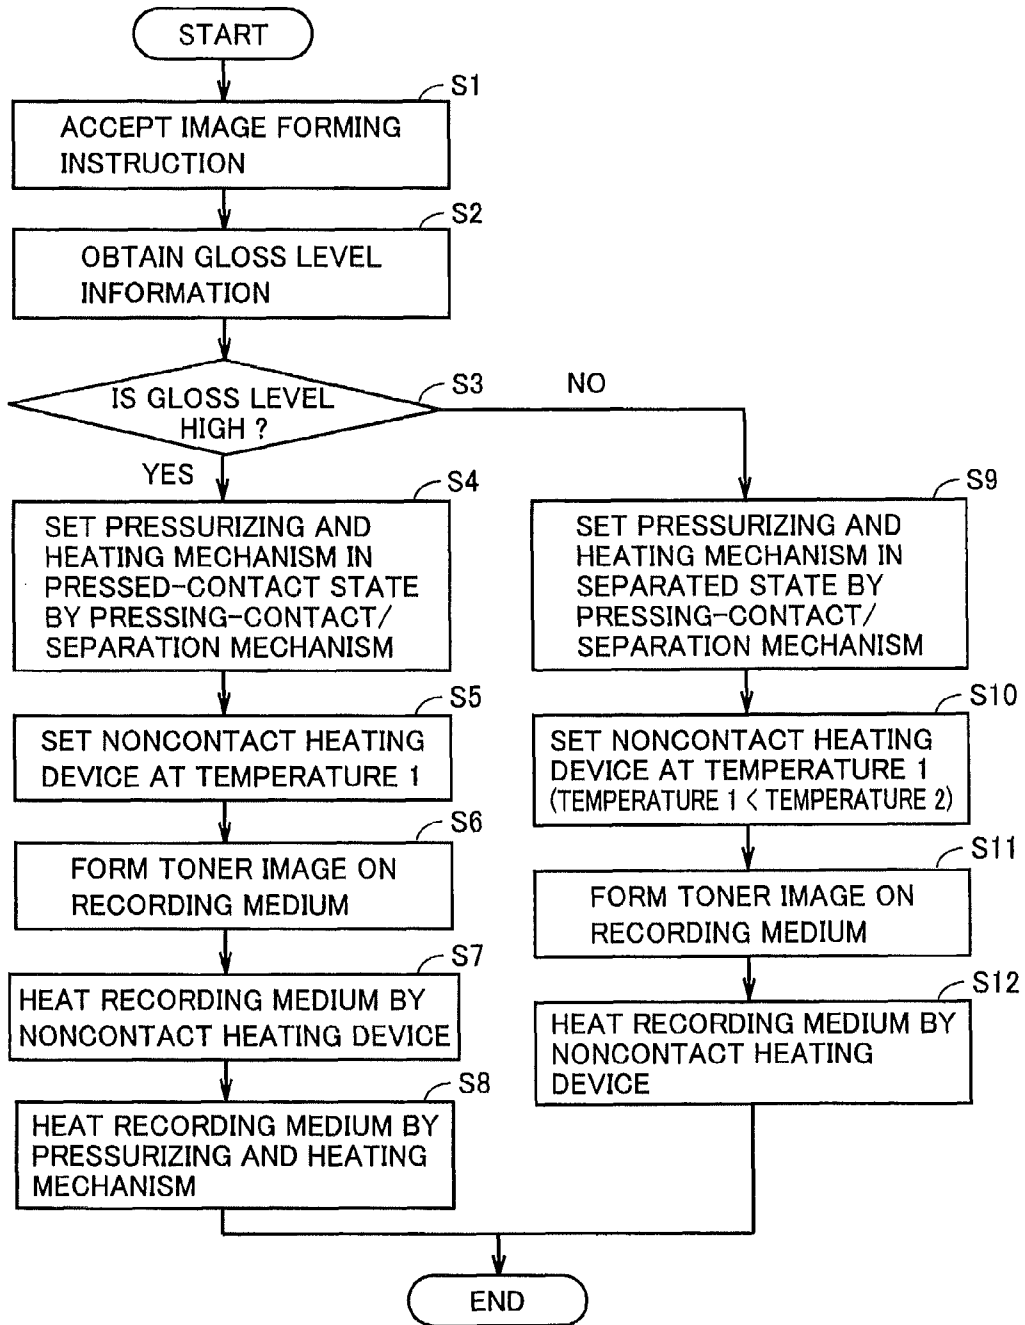 START
S1
ACCEPT IMAGE FORMING
INSTRUCTION
S2
OBTAIN GLOSS LEVEL
INFORMATION
S3
IS GLOSS LEVEL
HIGH ?
NO
YES
S4
SET PRESSURIZING AND
HEATING MECHANISM IN
PRESSED-CONTACT STATE
BY PRESSING-CONTACT/
SEPARATION MECHANISM
S5
SET NONCONTACT HEATING
DEVICE AT TEMPERATURE 1
S6
FORM TONER IMAGE ON
RECORDING MEDIUM
S7
HEAT RECORDING MEDIUM BY
NONCONTACT HEATING DEVICE
S8
HEAT RECORDING MEDIUM BY
PRESSURIZING AND HEATING
MECHANISM
S9
SET PRESSURIZING AND
HEATING MECHANISM IN
SEPARATED STATE BY
PRESSING-CONTACT/
SEPARATION MECHANISM
S10
SET NONCONTACT HEATING
DEVICE AT TEMPERATURE 1
(TEMPERATURE 1 < TEMPERATURE 2)
S11
FORM TONER IMAGE ON
RECORDING MEDIUM
S12
HEAT RECORDING MEDIUM BY
NONCONTACT HEATING
DEVICE
END